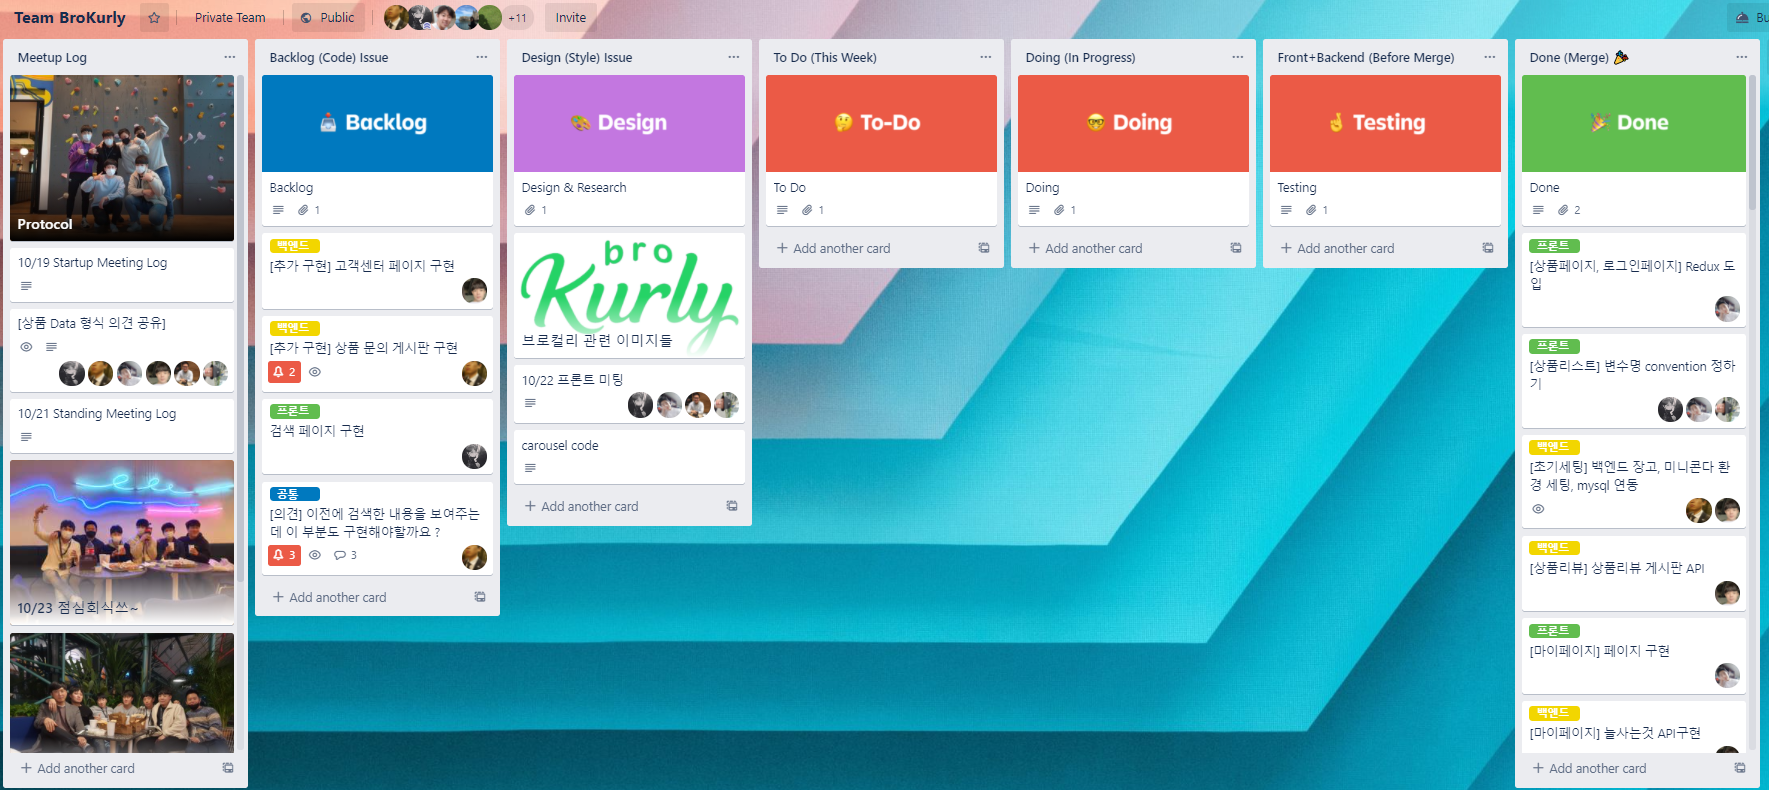 Team BroKurly
Private Team
Public
+11
Invite
Bu
Meetup Log
Protocol
10/19 Startup Meeting Log
[상품 Data 형식 의견 공유]
10/21 Standing Meeting Log
10/23 점심회식쓰~
Add another card
Backlog (Code) Issue
Backlog
Backlog
1
백엔드
[추가 구현] 고객센터 페이지 구현
백엔드
[추가 구현] 상품 문의 게시판 구현
2
프론트
검색 페이지 구현
공통
[의견] 이전에 검색한 내용을 보여주는
데 이 부분도 구현해야할까요 ?
3
3
Add another card
Design (Style) Issue
Design
Design & Research
1
bro
Kurly
브로컬리 관련 이미지들
10/22 프론트 미팅
carousel code
Add another card
To Do (This Week)
To-Do
To Do
1
Add another card
Doing (In Progress)
Doing
Doing
1
Add another card
Front+Backend (Before Merge)
Testing
Testing
1
Add another card
Done (Merge)
Done
Done
2
프론트
[상품페이지, 로그인페이지] Redux 도
입
프론트
[상품리스트] 변수명 convention 정하
기
백엔드
[초기세팅] 백엔드 장고, 미니콘다 환
경 세팅, mysql 연동
백엔드
[상품리뷰] 상품리뷰 게시판 API
프론트
[마이페이지] 페이지 구현
백엔드
[마이페이지] 늘사는것 API구현
Add another card